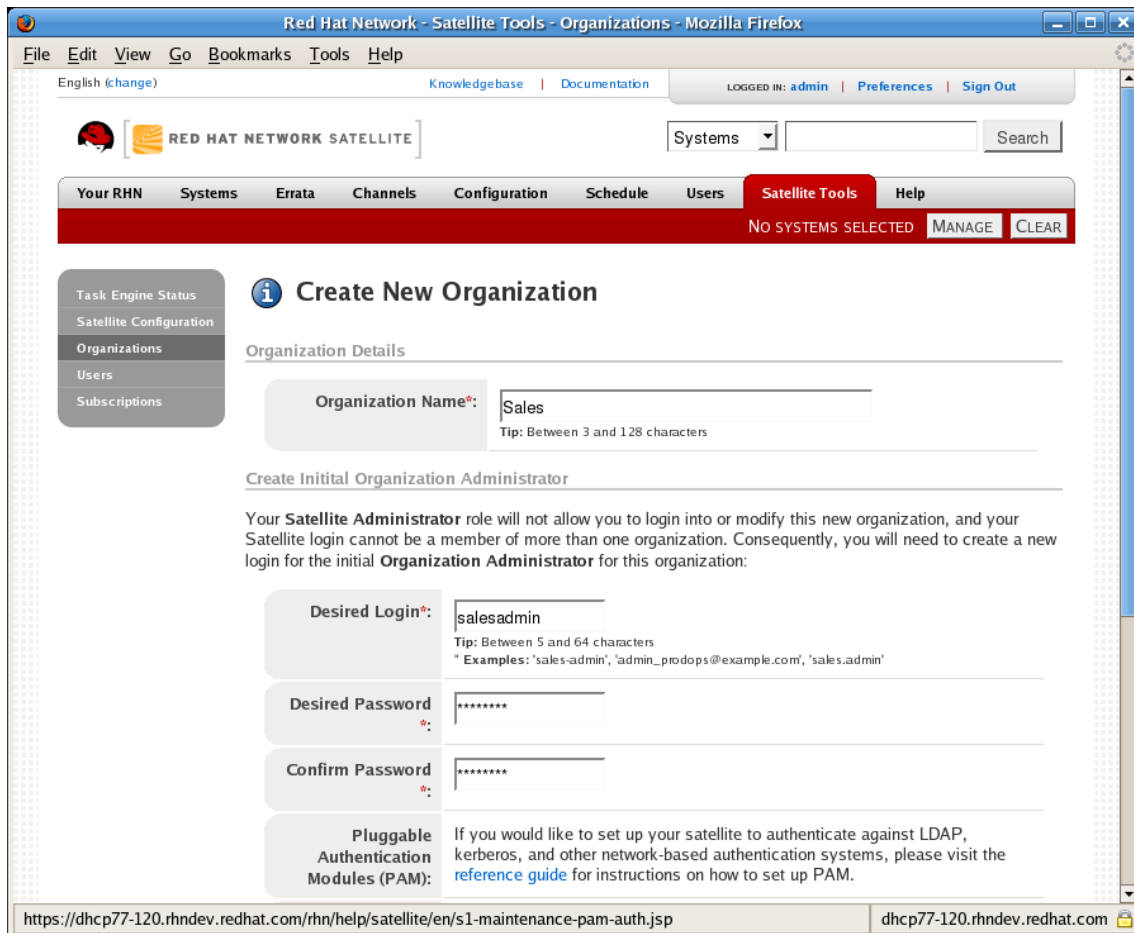 Red Hat Network - Satellite Tools - Organizations - Mozilla Firefox
File Edit View Go Bookmarks Tools Help
English (change) Knowledgebase | Documentation LOGGED IN: admin | Preferences | Sign Out
RED HAT NETWORK SATELLITE Systems Search
Your RHN Systems Errata Channels Configuration Schedule Users Satellite Tools Help
NO SYSTEMS SELECTED MANAGE CLEAR
Task Engine Status
Satellite Configuration
Organizations
Users
Subscriptions
Create New Organization
Organization Details
Organization Name*: Sales
Tip: Between 3 and 128 characters
Create Initital Organization Administrator
Your Satellite Administrator role will not allow you to login into or modify this new organization, and your
Satellite login cannot be a member of more than one organization. Consequently, you will need to create a new
login for the initial Organization Administrator for this organization:
Desired Login*: salesadmin
Tip: Between 5 and 64 characters
" Examples: 'sales-admin', 'admin_prodops@example.com', 'sales.admin'
Desired Password
*: ********
Confirm Password
*: ********
Pluggable
Authentication
Modules (PAM):
If you would like to set up your satellite to authenticate against LDAP,
kerberos, and other network-based authentication systems, please visit the
reference guide for instructions on how to set up PAM.
https://dhcp77-120.rhndev.redhat.com/rhn/help/satellite/en/s1-maintenance-pam-auth.jsp dhcp77-120.rhndev.redhat.com